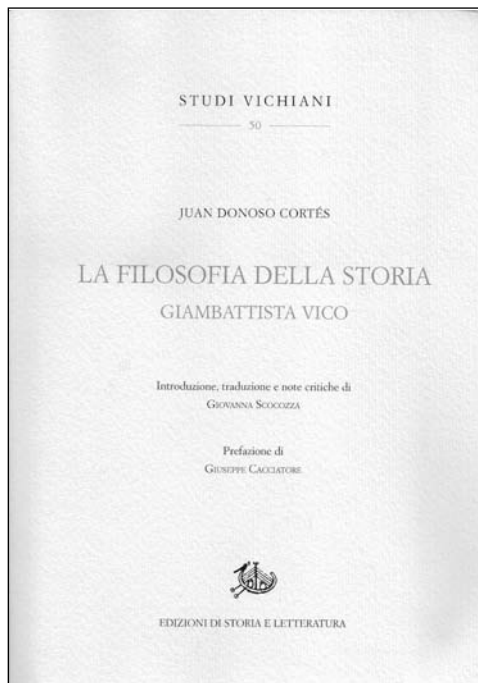 STUDI VICHIANI
50
JUAN DONOSO CORTÉS
LA FILOSOFIA DELLA STORIA
GIAMBATTISTA VICO
Introduzione, traduzione e note critiche di
GIOVANNA SCOCOZZA
Prefazione di
GIUSEPPE CACCIATORE
EDIZIONI DI STORIA E LETTERATURA